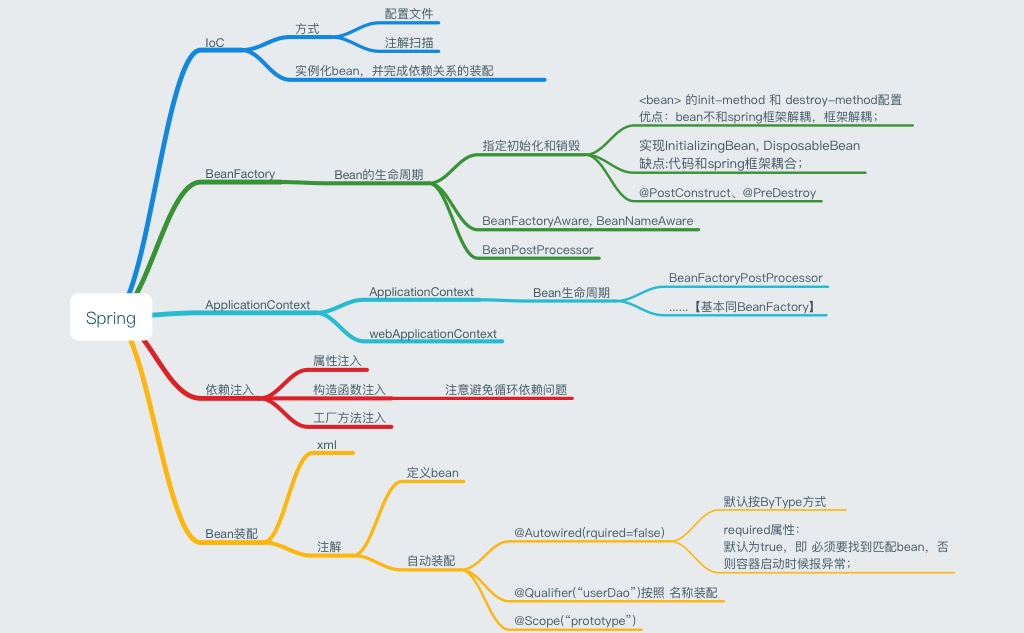 Spring
IoC
方式
配置文件
注解扫描
实例化bean，并完成依赖关系的装配
BeanFactory
Bean的生命周期
指定初始化和销毁
<bean> 的init-method 和 destroy-method配置
优点：bean不和spring框架解耦，框架解耦；
实现InitializingBean, DisposableBean
缺点:代码和spring框架耦合；
@PostConstruct、@PreDestroy
BeanFactoryAware, BeanNameAware
BeanPostProcessor
ApplicationContext
ApplicationContext
Bean生命周期
BeanFactoryPostProcessor
......【基本同BeanFactory】
webApplicationContext
依赖注入
属性注入
构造函数注入
注意避免循环依赖问题
工厂方法注入
Bean装配
xml
注解
定义bean
自动装配
@Autowired(rquired=false)
默认按ByType方式
required属性：
默认为true，即 必须要找到匹配bean，否
则容器启动时候报异常；
@Qualifier(“userDao”)按照 名称装配
@Scope(“prototype”)